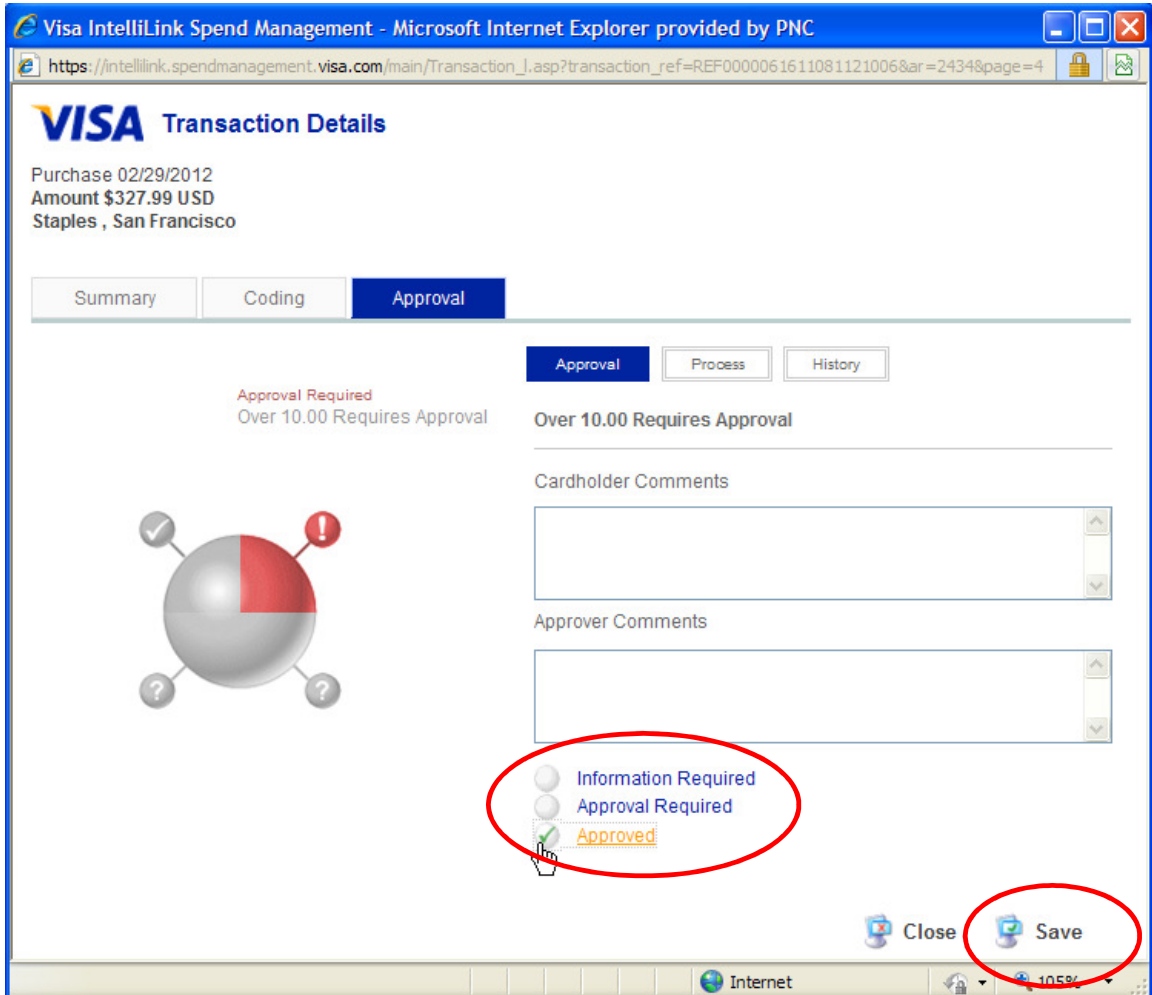 Visa IntelliLink Spend Management - Microsoft Internet Explorer provided by PNC
https://intellilink.spendmanagement.visa.com/main/Transaction_l.asp?transaction_ref=REF0000061611081121006&ar=2434&page=4
VISA Transaction Details
Purchase 02/29/2012
Amount $327.99 USD
Staples , San Francisco
Summary Coding Approval
Approval Process History
Approval Required
Over 10.00 Requires Approval
Over 10.00 Requires Approval
Cardholder Comments
Approver Comments
Information Required
Approval Required
Approved
Close Save
Internet 105%